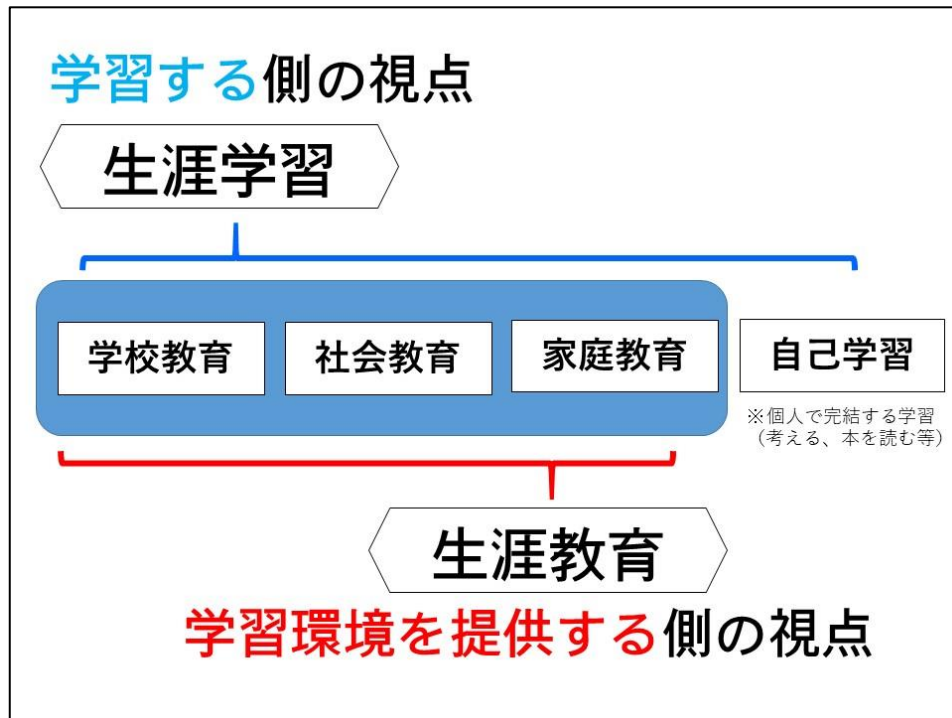 学習する側の視点
生涯学習
学校教育
社会教育
家庭教育
自己学習
※個人で完結する学習
（考える、本を読む等）
生涯教育
学習環境を提供する側の視点